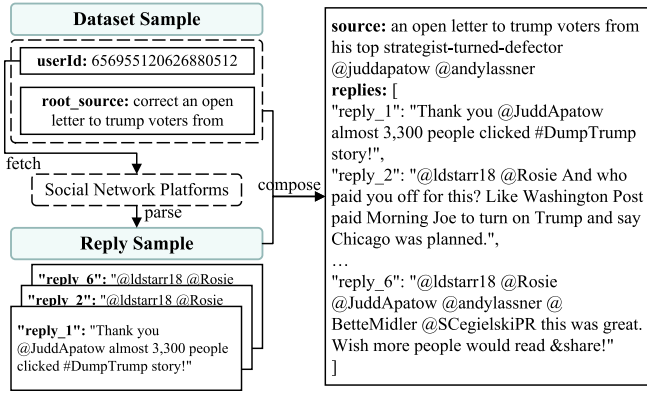 Dataset Sample
userId: 656955120626880512
root_source: correct an open
letter to trump voters from
fetch
Social Network Platforms
parse
compose
Reply Sample
"reply_6": "@ldstarr18 @Rosie
"reply_2": "@ldstarr18 @Rosie
"reply_1": "Thank you
@JuddApatow almost 3,300 people
clicked #DumpTrump story!"
source: an open letter to trump voters from
his top strategist-turned-defector
@juddapatow @andylassner
replies: [
"reply_1": "Thank you @JuddApatow
almost 3,300 people clicked #DumpTrump
story!",
"reply_2": "@ldstarr18 @Rosie And who
paid you off for this? Like Washington Post
paid Morning Joe to turn on Trump and say
Chicago was planned.",
…
"reply_6": "@ldstarr18 @Rosie
@JuddApatow @andylassner @
BetteMidler @SCegielskiPR this was great.
Wish more people would read &share!"
]